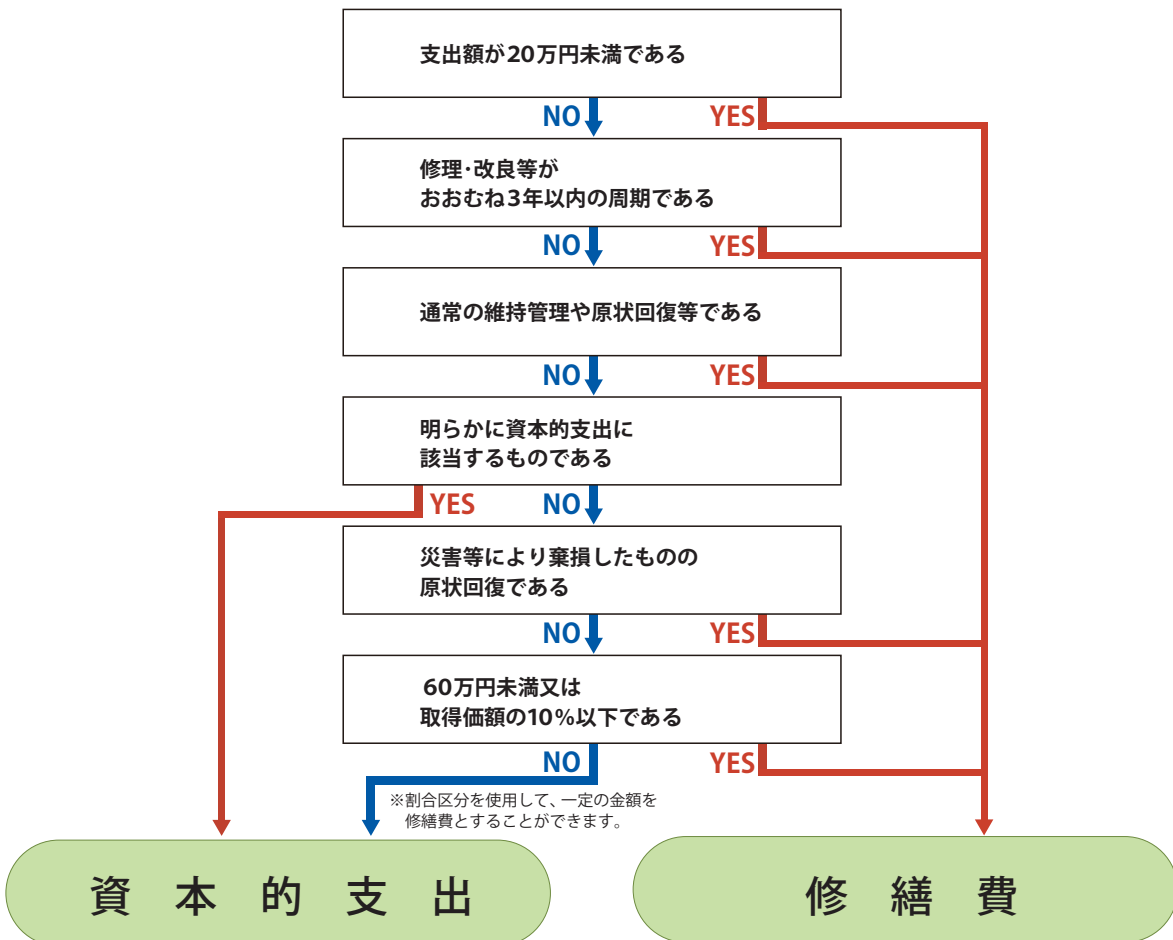 支出額が20万円未満である
NO YES
修理・改良等が
おおむね3年以内の周期である
NO YES
通常の維持管理や原状回復等である
NO YES
明らかに資本的支出に
該当するものである
YES NO
災害等により棄損したものの
原状回復である
NO YES
60万円未満又は
取得価額の10%以下である
NO YES
※割合区分を使用して、一定の金額を
修繕費とすることができます。
資本的支出
修繕費